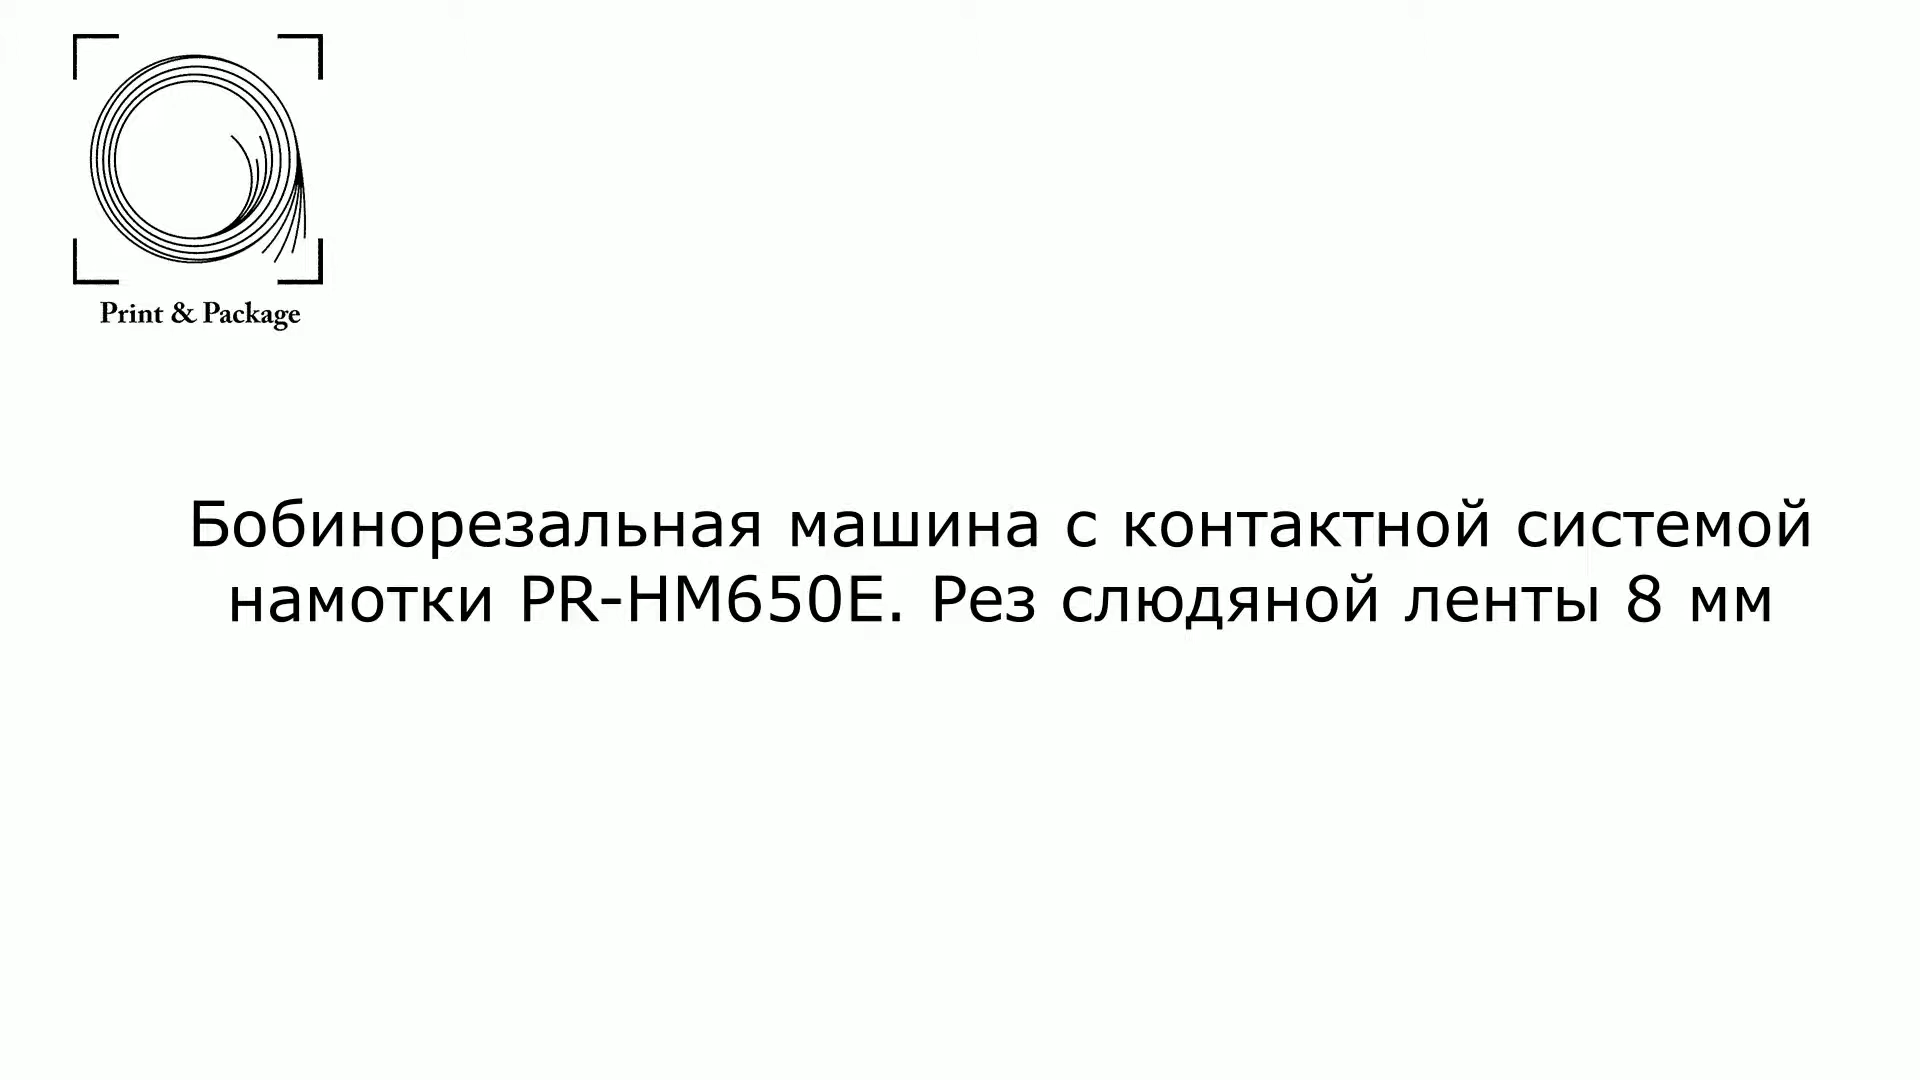 Print & Package
Бобинорезальная машина с контактной системой
намотки PR-HM650E. Рез слюдяной ленты 8 мм